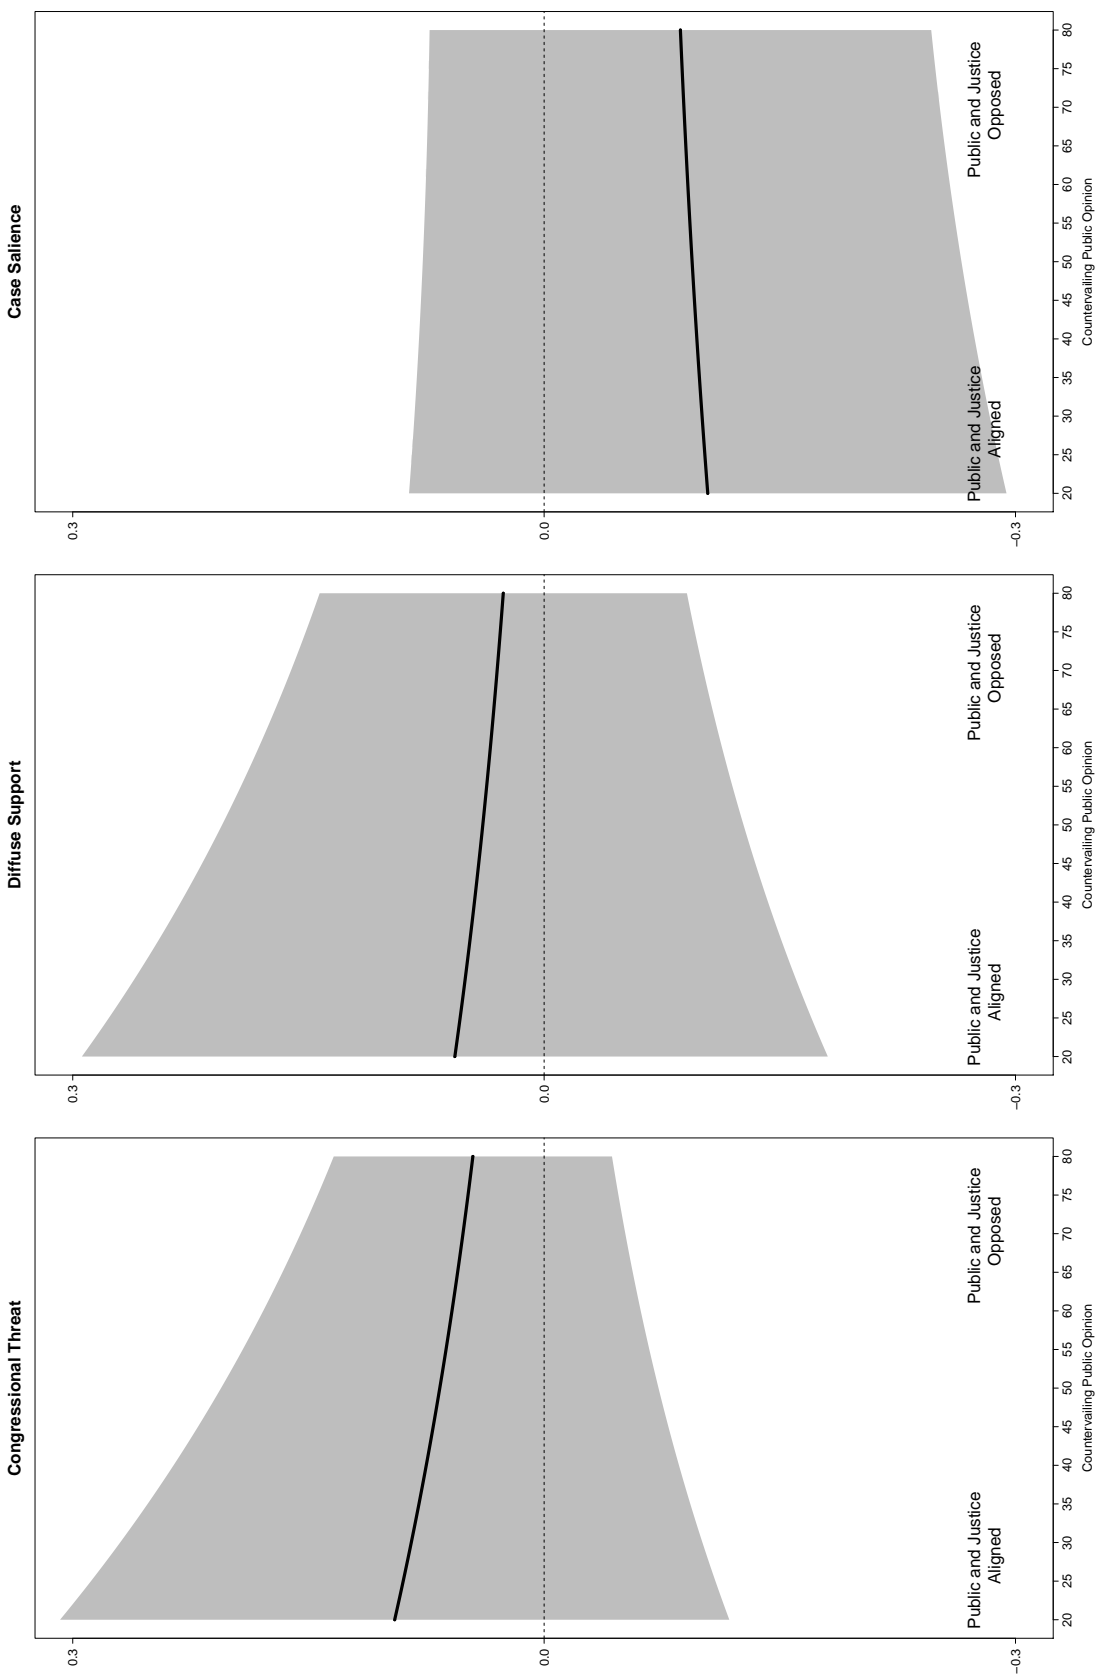 Congressional Threat
0.3
0.0
−0.3
Public and Justice
Aligned
Public and Justice
Opposed
20 25 30 35 40 45 50 55 60 65 70 75 80
Countervailing Public Opinion
Diffuse Support
0.3
0.0
−0.3
Public and Justice
Aligned
Public and Justice
Opposed
20 25 30 35 40 45 50 55 60 65 70 75 80
Countervailing Public Opinion
Case Salience
0.3
0.0
−0.3
Public and Justice
Aligned
Public and Justice
Opposed
20 25 30 35 40 45 50 55 60 65 70 75 80
Countervailing Public Opinion